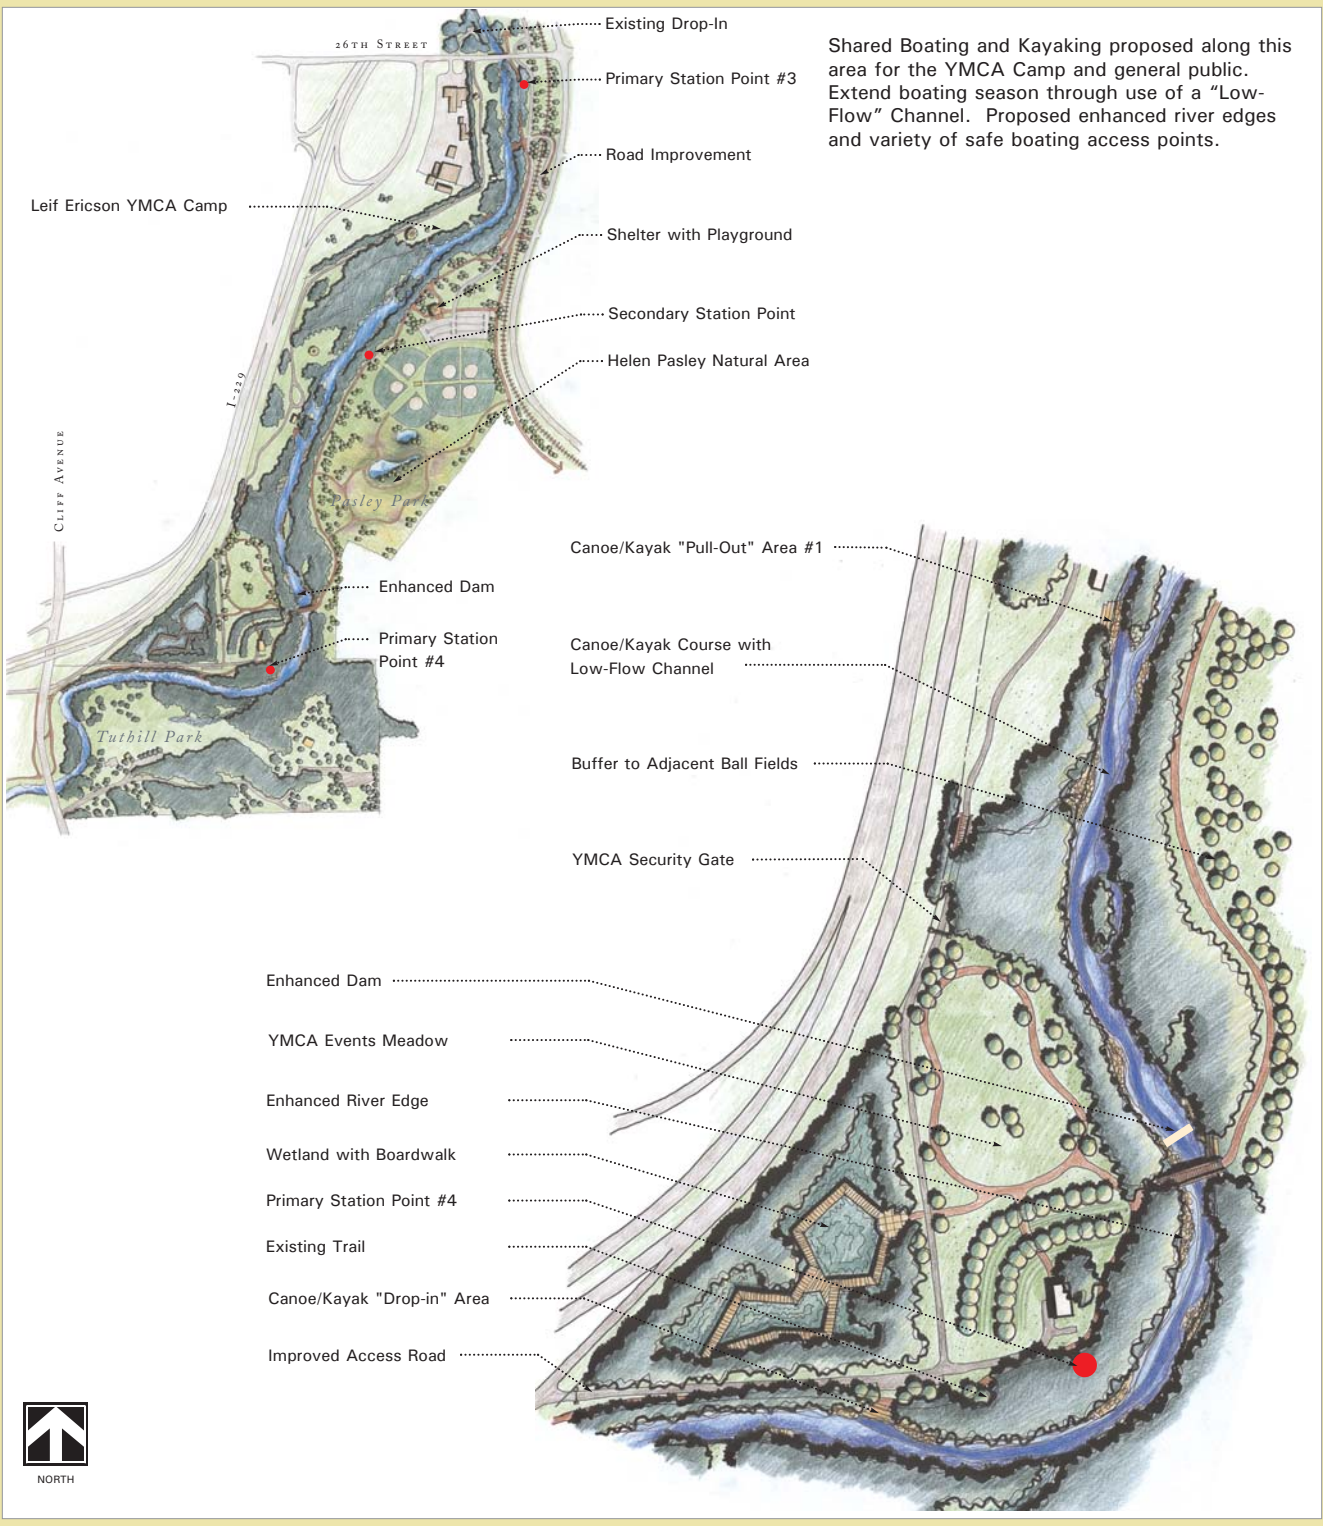 Existing Drop-In
26TH STREET
Primary Station Point #3
Shared Boating and Kayaking proposed along this
area for the YMCA Camp and general public.
Extend boating season through use of a “Low-
Flow” Channel. Proposed enhanced river edges
and variety of safe boating access points.
Road Improvement
Leif Ericson YMCA Camp
Shelter with Playground
Secondary Station Point
Helen Pasley Natural Area
I-229
CLIFF AVENUE
Pasley Park
Enhanced Dam
Primary Station
Point #4
Tuthill Park
Canoe/Kayak "Pull-Out" Area #1
Canoe/Kayak Course with
Low-Flow Channel
Buffer to Adjacent Ball Fields
YMCA Security Gate
Enhanced Dam
YMCA Events Meadow
Enhanced River Edge
Wetland with Boardwalk
Primary Station Point #4
Existing Trail
Canoe/Kayak "Drop-in" Area
Improved Access Road
NORTH